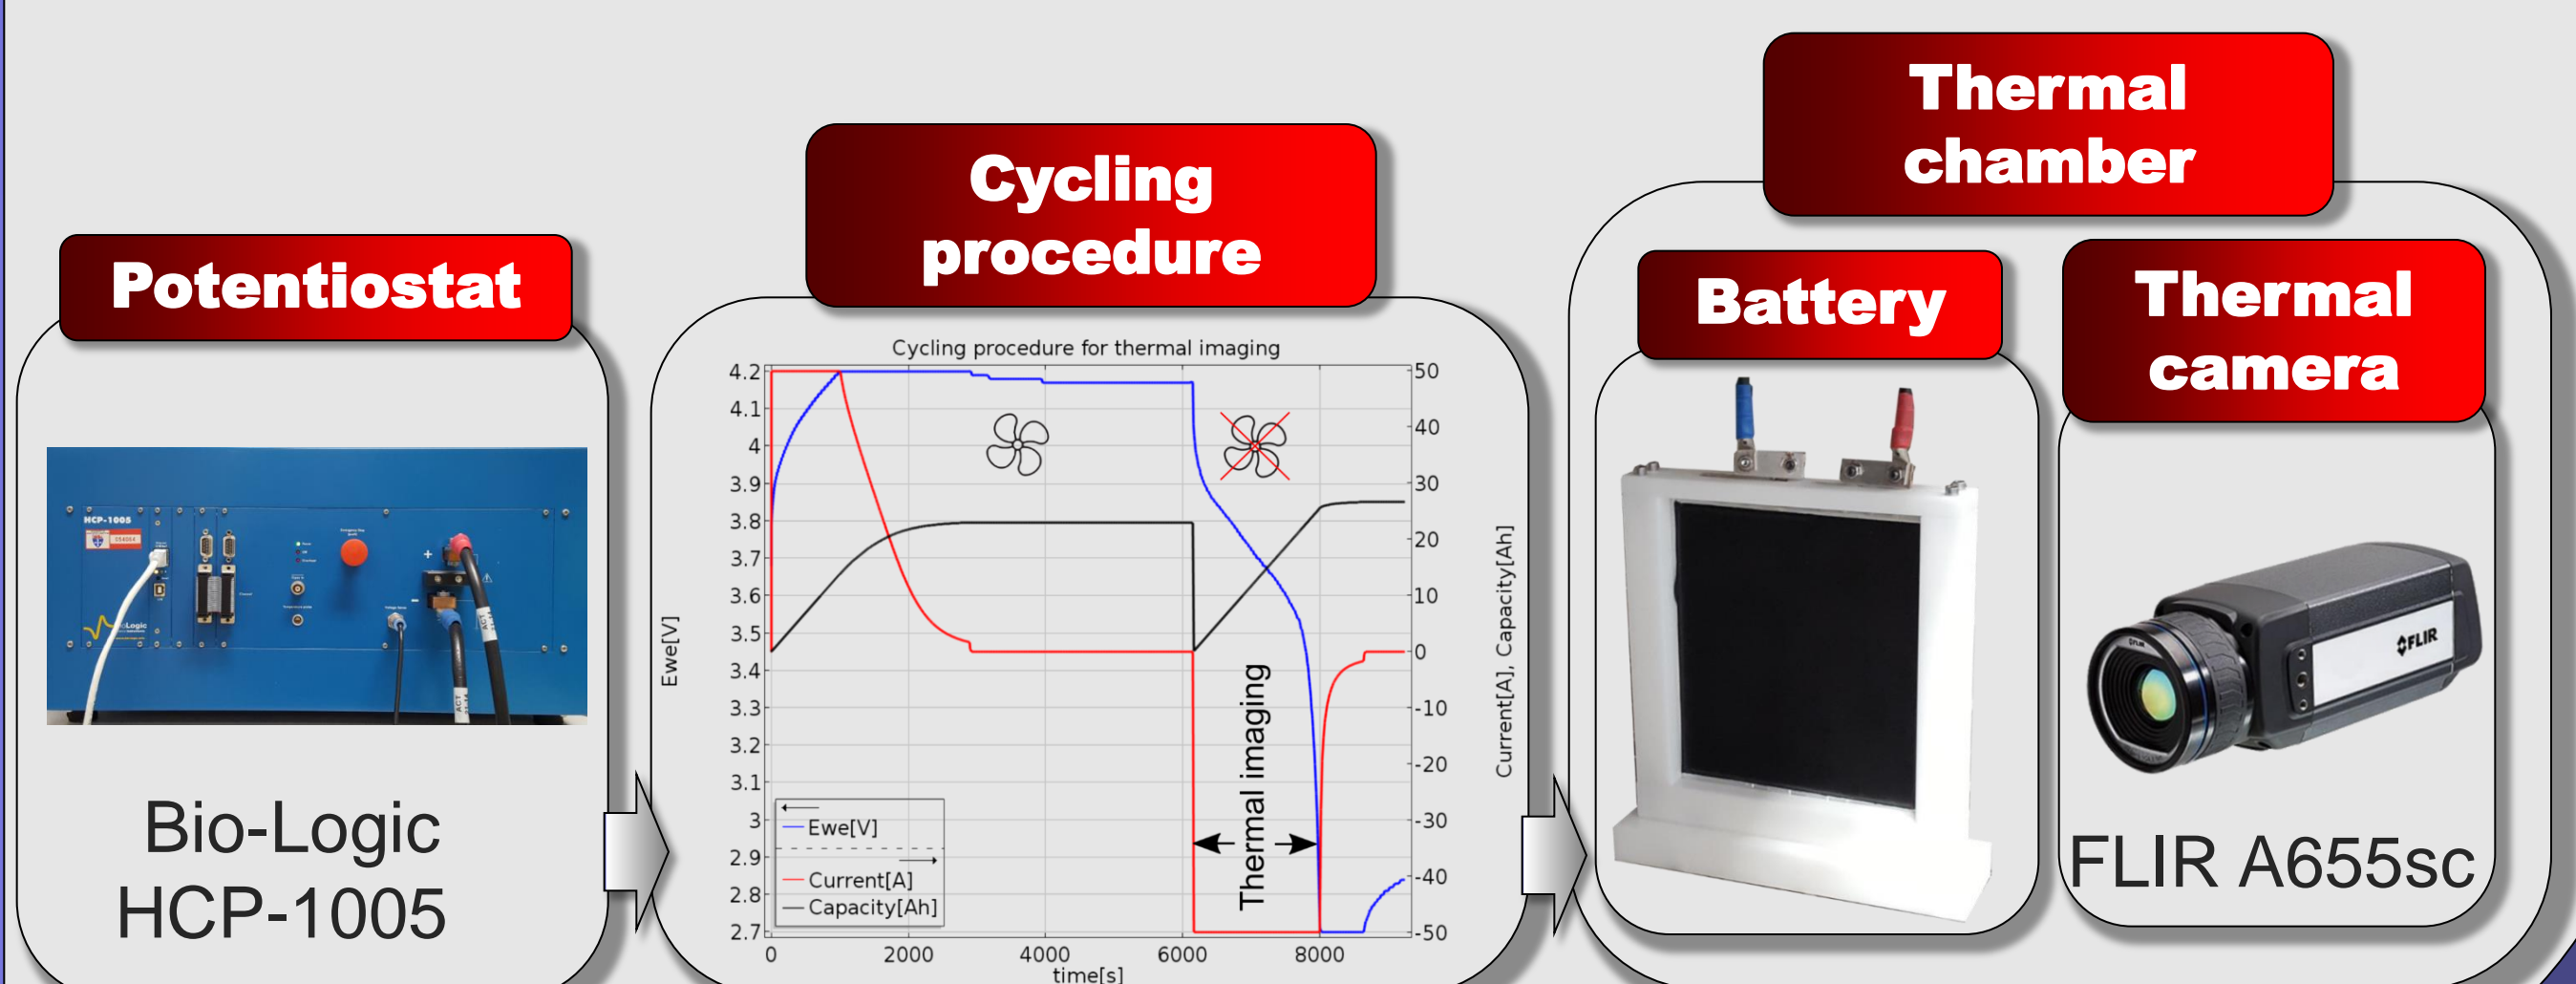 Potentiostat
HCP-1005
Bio-Logic
HCP-1005
Cycling
procedure
Cycling procedure for thermal imaging
4.2
4.1
4
3.9
3.8
3.7
3.6
3.5
3.4
3.3
3.2
3.1
3
2.9
2.8
2.7
Ewe[V]
50
40
30
20
10
0
-10
-20
-30
-40
-50
Current[A], Capacity[Ah]
Thermal imaging
Ewe[V]
Current[A]
Capacity[Ah]
0 2000 4000 6000 8000
time[s]
Thermal
chamber
Battery
Thermal
camera
FLIR
FLIR A655sc